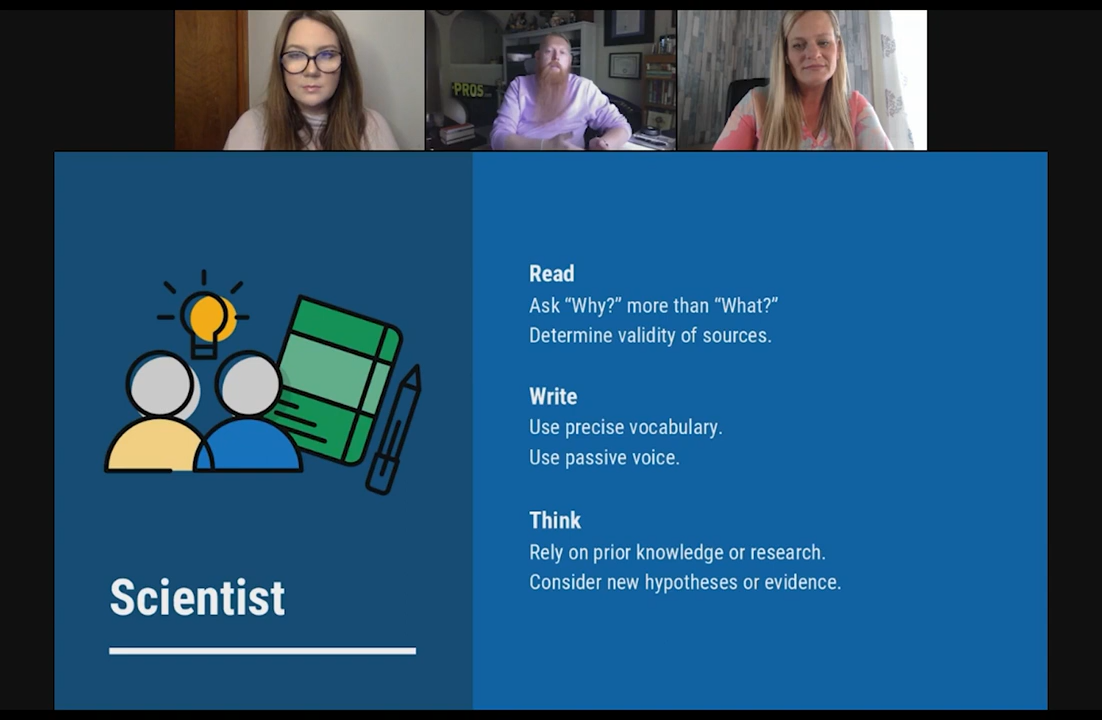 PROS
Scientist
Read
Ask “Why?” more than “What?”
Determine validity of sources.
Write
Use precise vocabulary.
Use passive voice.
Think
Rely on prior knowledge or research.
Consider new hypotheses or evidence.